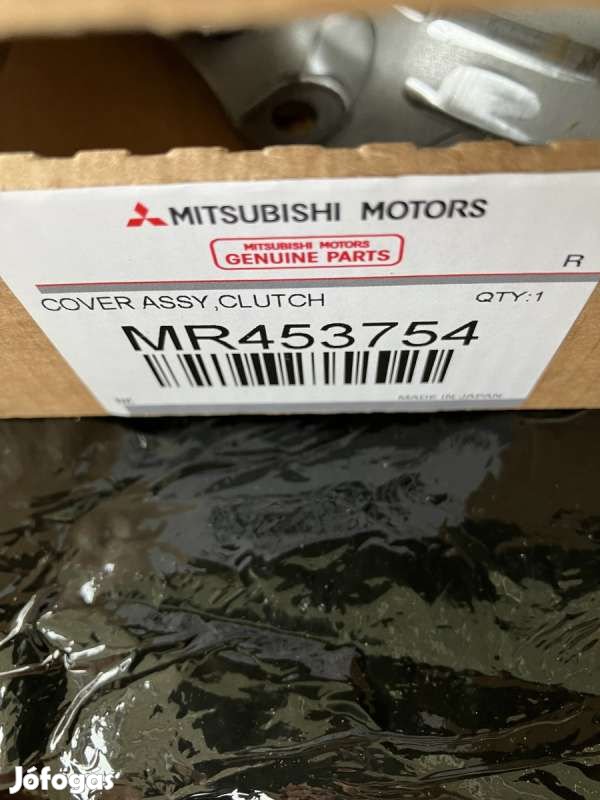 MITSUBISHI MOTORS
MITSUBISHI MOTORS
GENUINE PARTS
R
COVER ASSY,CLUTCH QTY:1
MR453754
MADE IN JAPAN
Jófogás